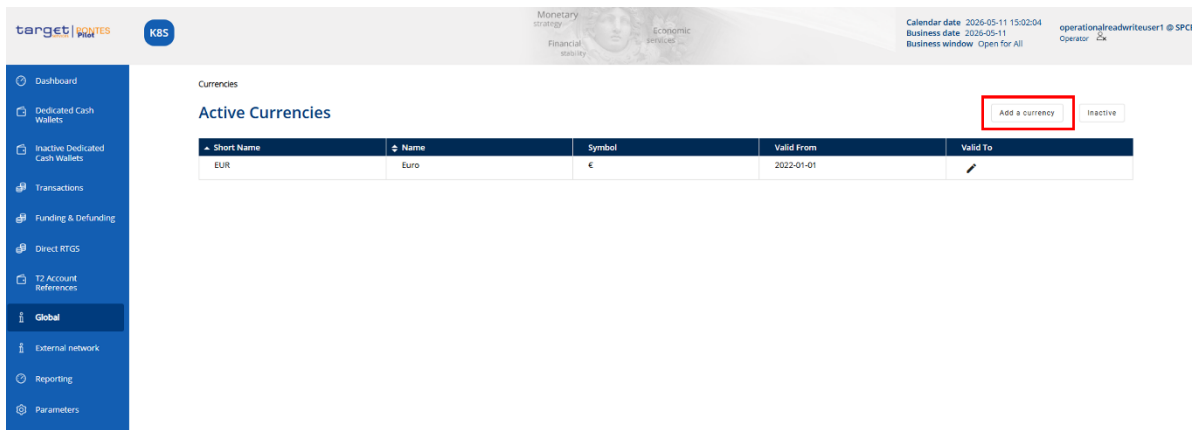 target | PONTES
Pilot
K8S
Monetary
strategy
Economic
services
Financial
stability
Calendar date 2026-05-11 15:02:04
Business date 2026-05-11
Business window Open for All
operationalreadwriteuser1 @ SPCE
Operator
Dashboard
Dedicated Cash
Wallets
Inactive Dedicated
Cash Wallets
Transactions
Funding & Defunding
Direct RTGS
T2 Account
References
Global
External network
Reporting
Parameters
Currencies
Active Currencies
Add a currency
Inactive
Short Name Name Symbol Valid From Valid To
EUR Euro € 2022-01-01